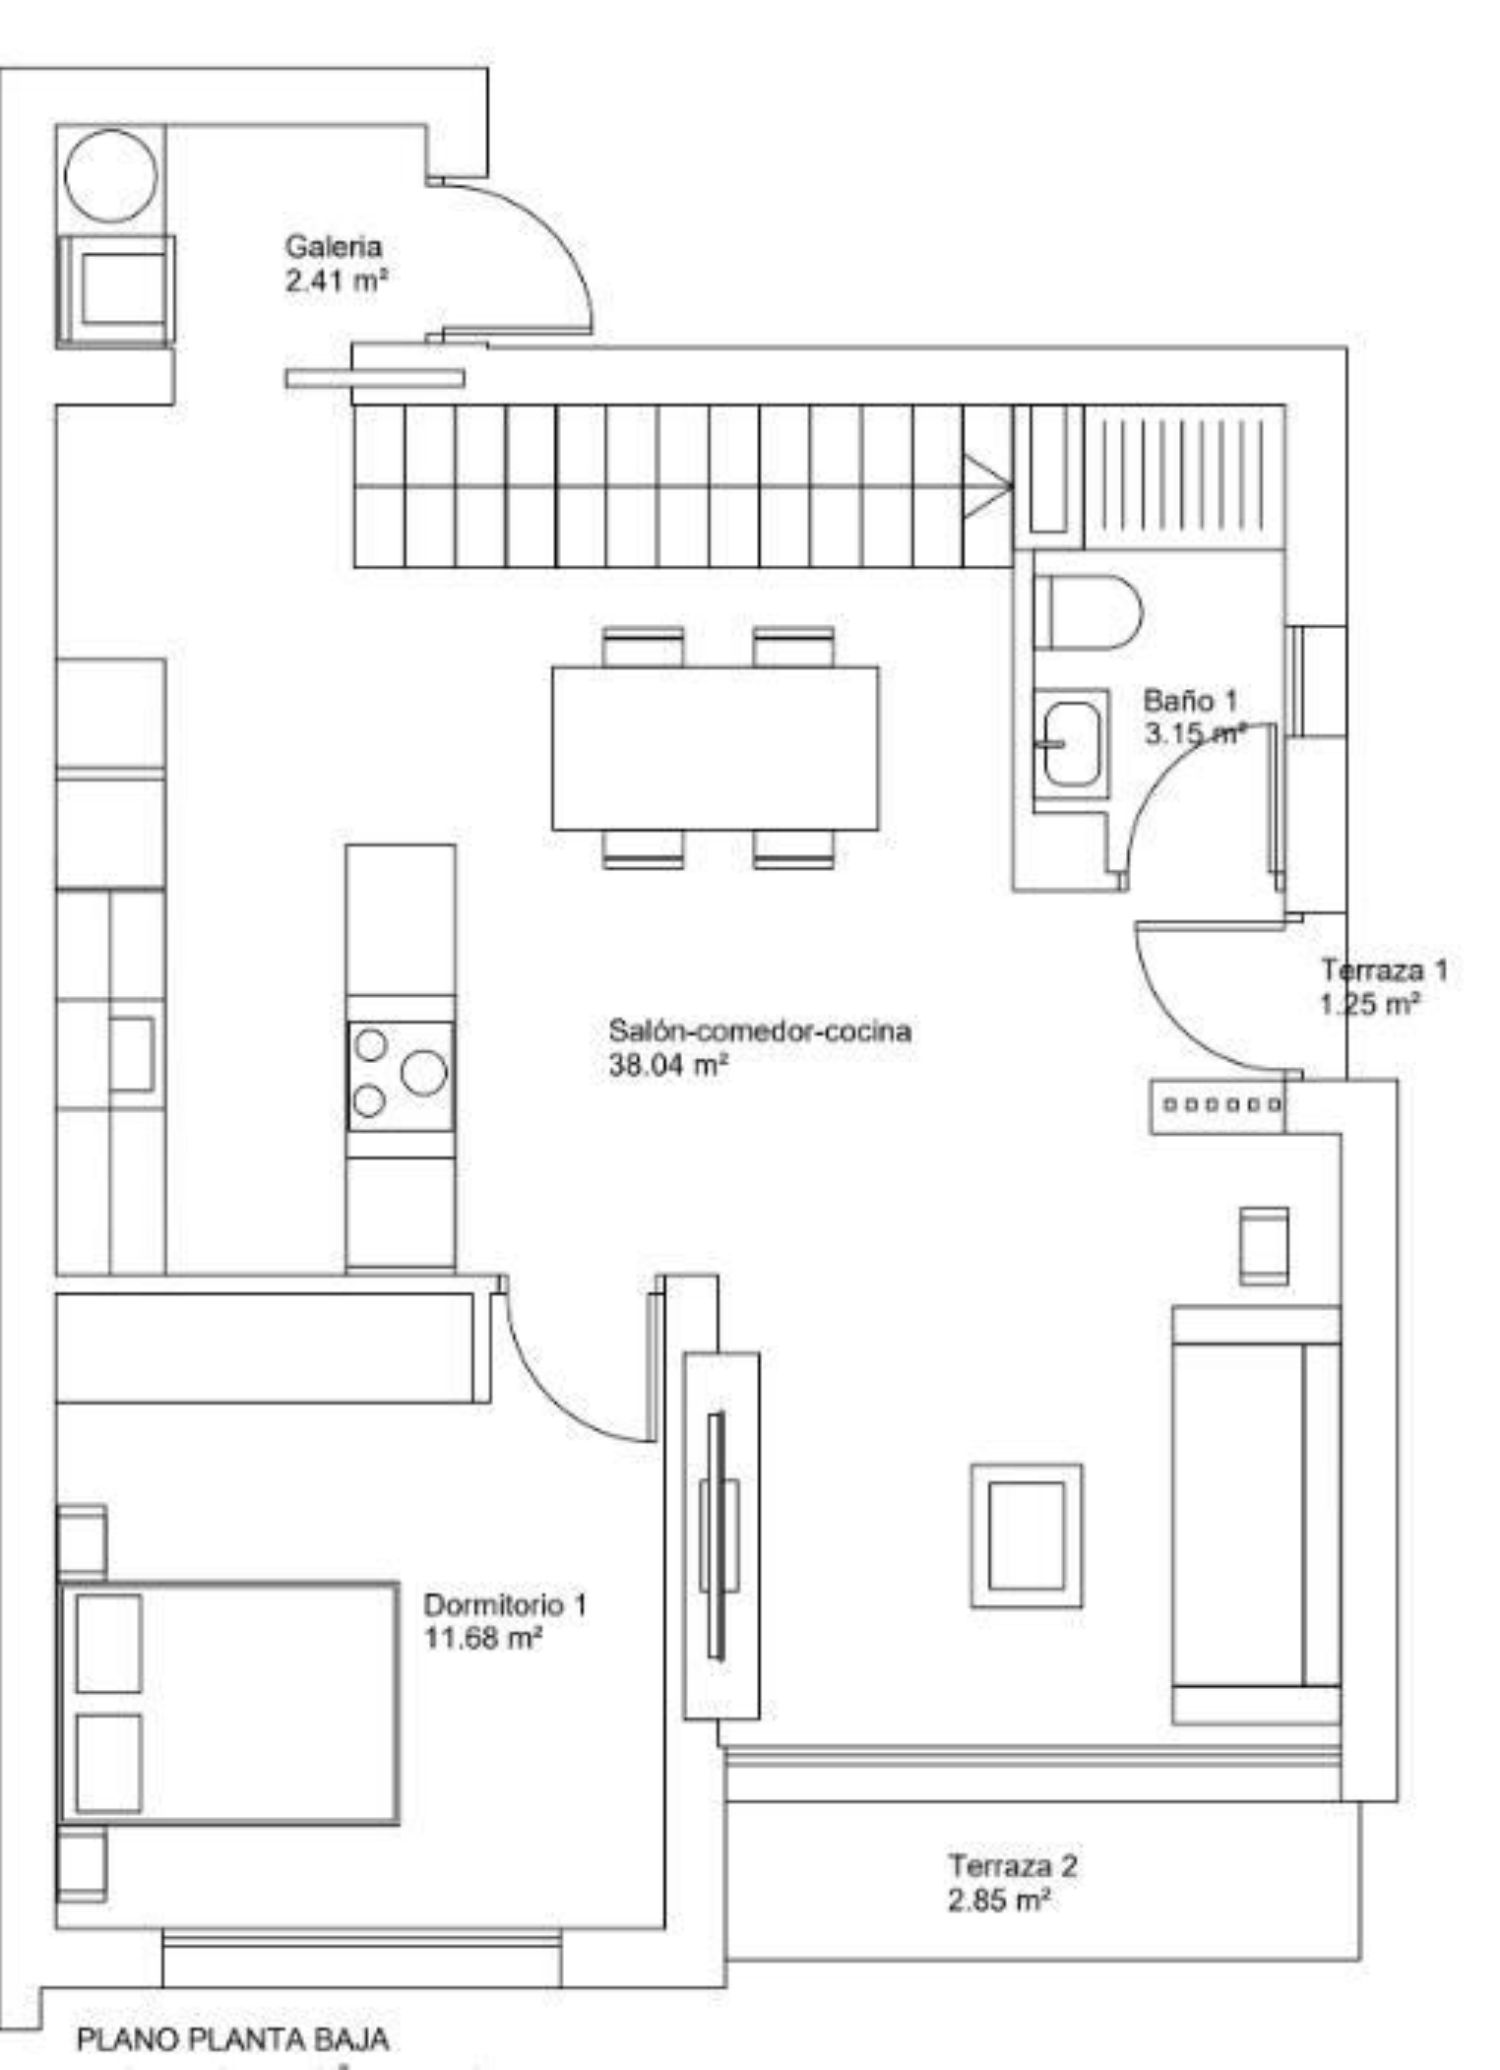 Galeria
2.41 m²
Baño 1
3.15 m²
Terraza 1
1.25 m²
Salón-comedor-cocina
38.04 m²
Dormitorio 1
11.68 m²
Terraza 2
2.85 m²
PLANO PLANTA BAJA